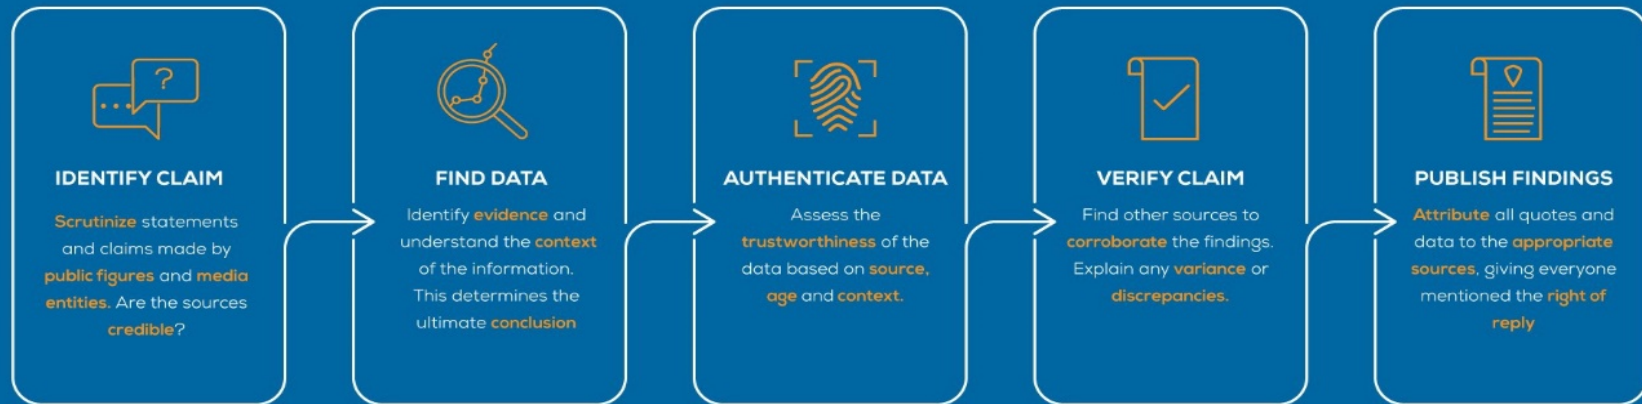 ?
IDENTIFY CLAIM
Scrutinize statements
and claims made by
public figures and media
entities. Are the sources
credible?
FIND DATA
Identify evidence and
understand the context
of the information.
This determines the
ultimate conclusion
AUTHENTICATE DATA
Assess the
trustworthiness of the
data based on source,
age and context.
VERIFY CLAIM
Find other sources to
corroborate the findings.
Explain any variance or
discrepancies.
PUBLISH FINDINGS
Attribute all quotes and
data to the appropriate
sources, giving everyone
mentioned the right of
reply